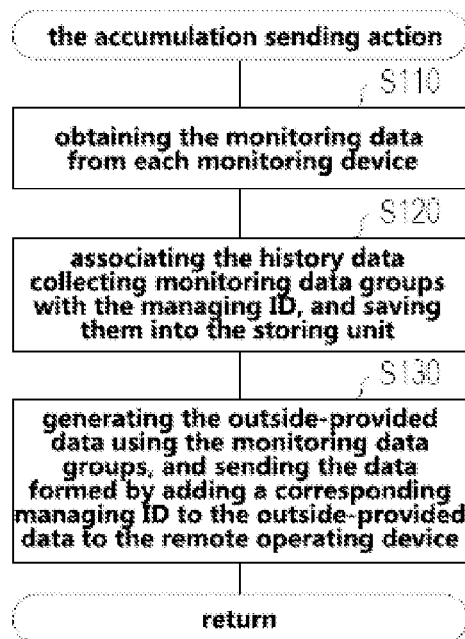 the accumulation sending action
S110
obtaining the monitoring data
from each monitoring device
S120
associating the history data
collecting monitoring data groups
with the managing ID, and saving
them into the storing unit
S130
generating the outside-provided
data using the monitoring data
groups, and sending the data
formed by adding a corresponding
managing ID to the outside-provided
data to the remote operating device
return